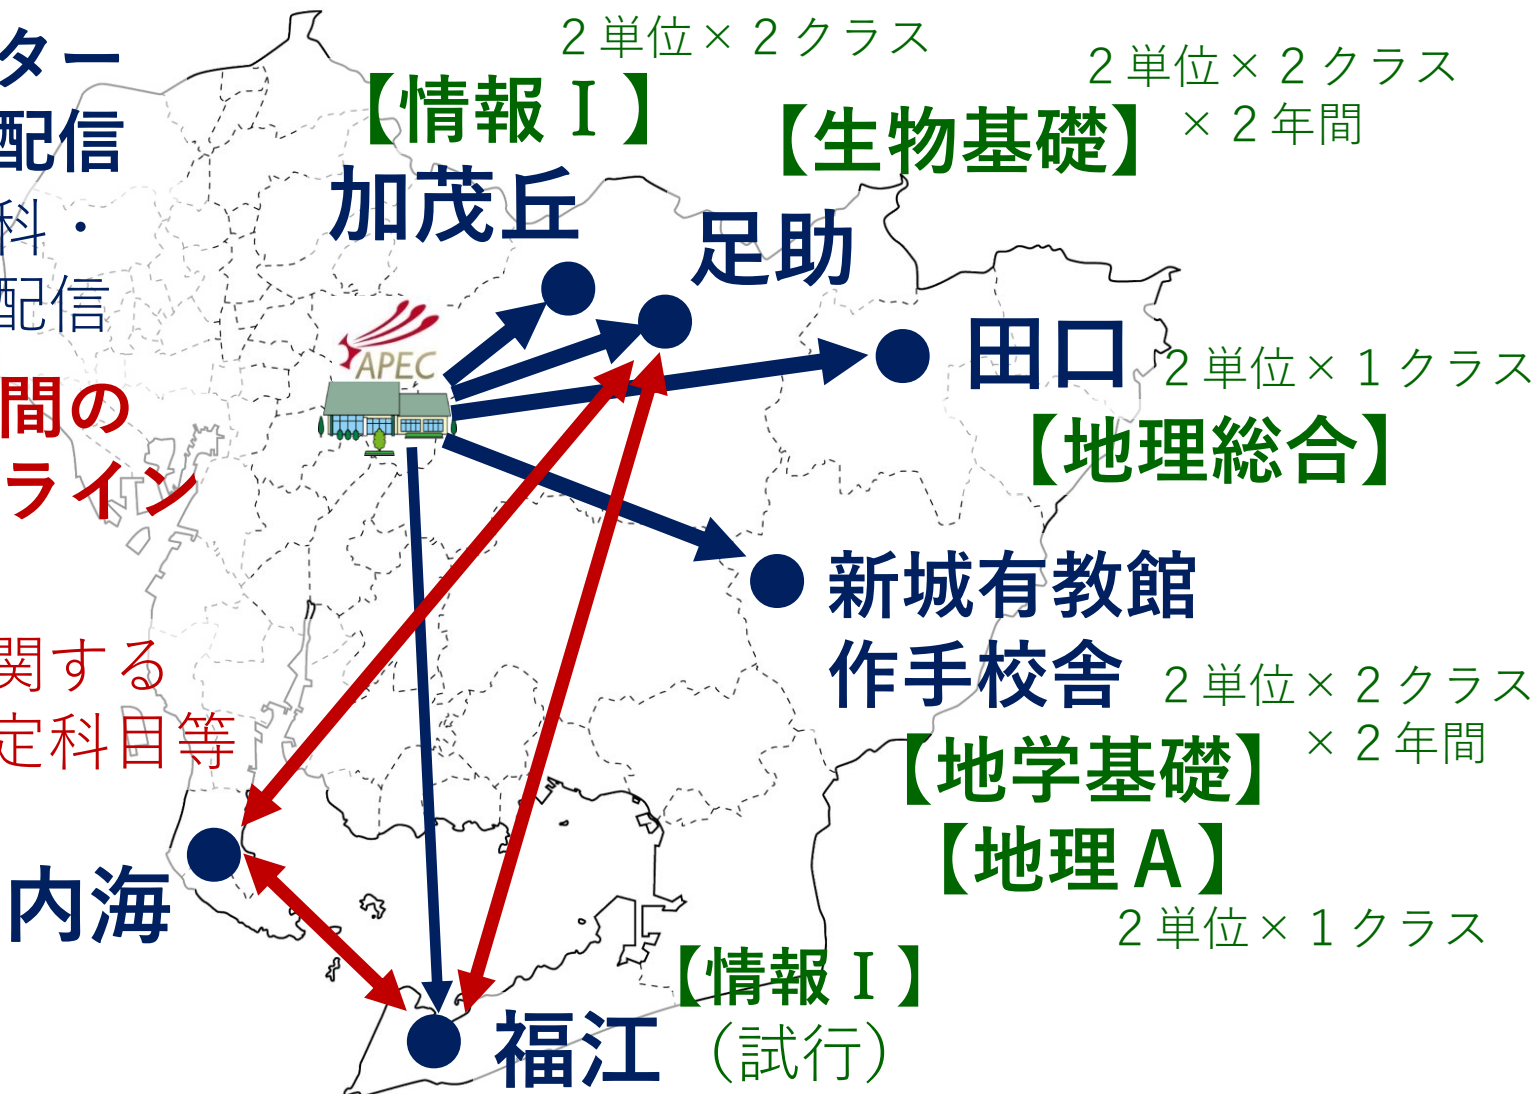 ター
配信
科・
配信
間の
ライン
関する
定科目等
2単位×2クラス
【情報Ⅰ】
加茂丘
2単位×2クラス
×2年間
【生物基礎】
足助
APEC
田口
2単位×1クラス
【地理総合】
新城有教館
作手校舎
2単位×2クラス
×2年間
【地学基礎】
【地理A】
2単位×1クラス
内海
福江
【情報Ⅰ】
（試行）